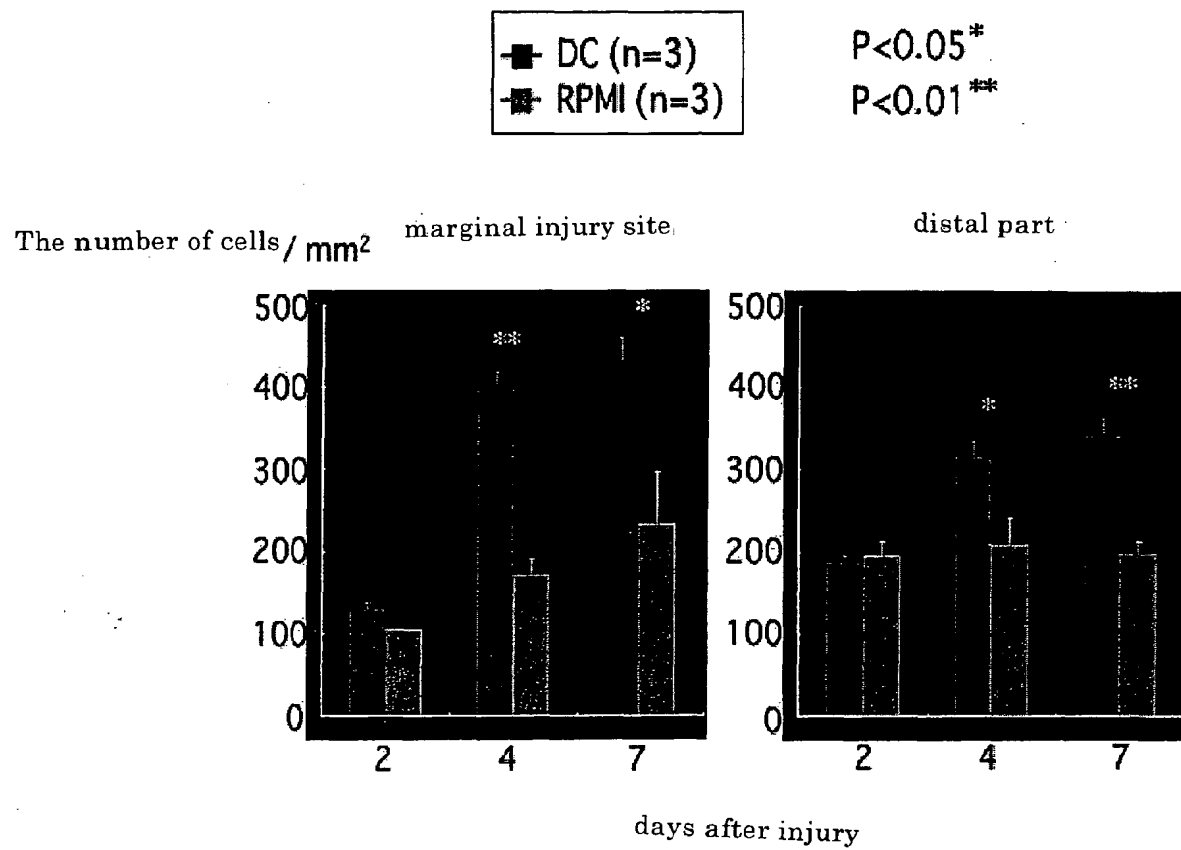 DC (n=3)
RPMI (n=3)
P<0.05*
P<0.01**
The number of cells / mm²
marginal injury site
distal part
500
400
300
200
100
0
**
*
2
4
7
500
400
300
200
100
0
*
**
2
4
7
days after injury